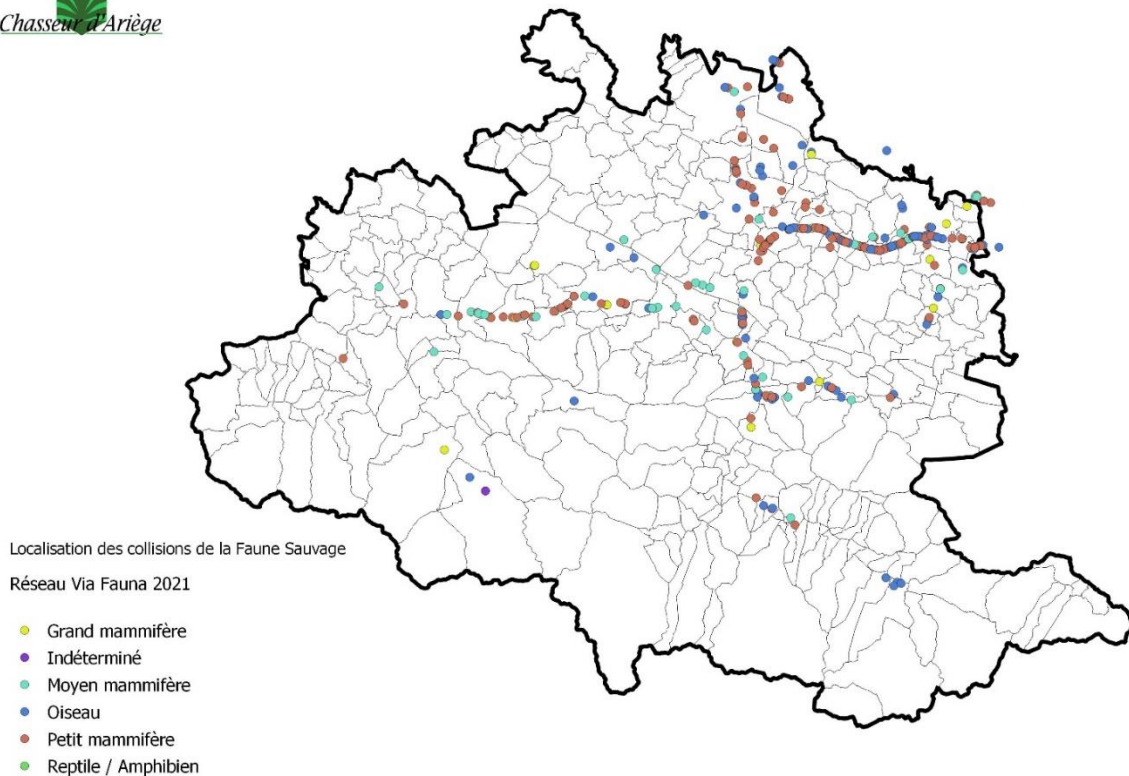 Chasseur d'Ariège
Localisation des collisions de la Faune Sauvage
Réseau Via Fauna 2021
Grand mammifère
Indéterminé
Moyen mammifère
Oiseau
Petit mammifère
Reptile / Amphibien